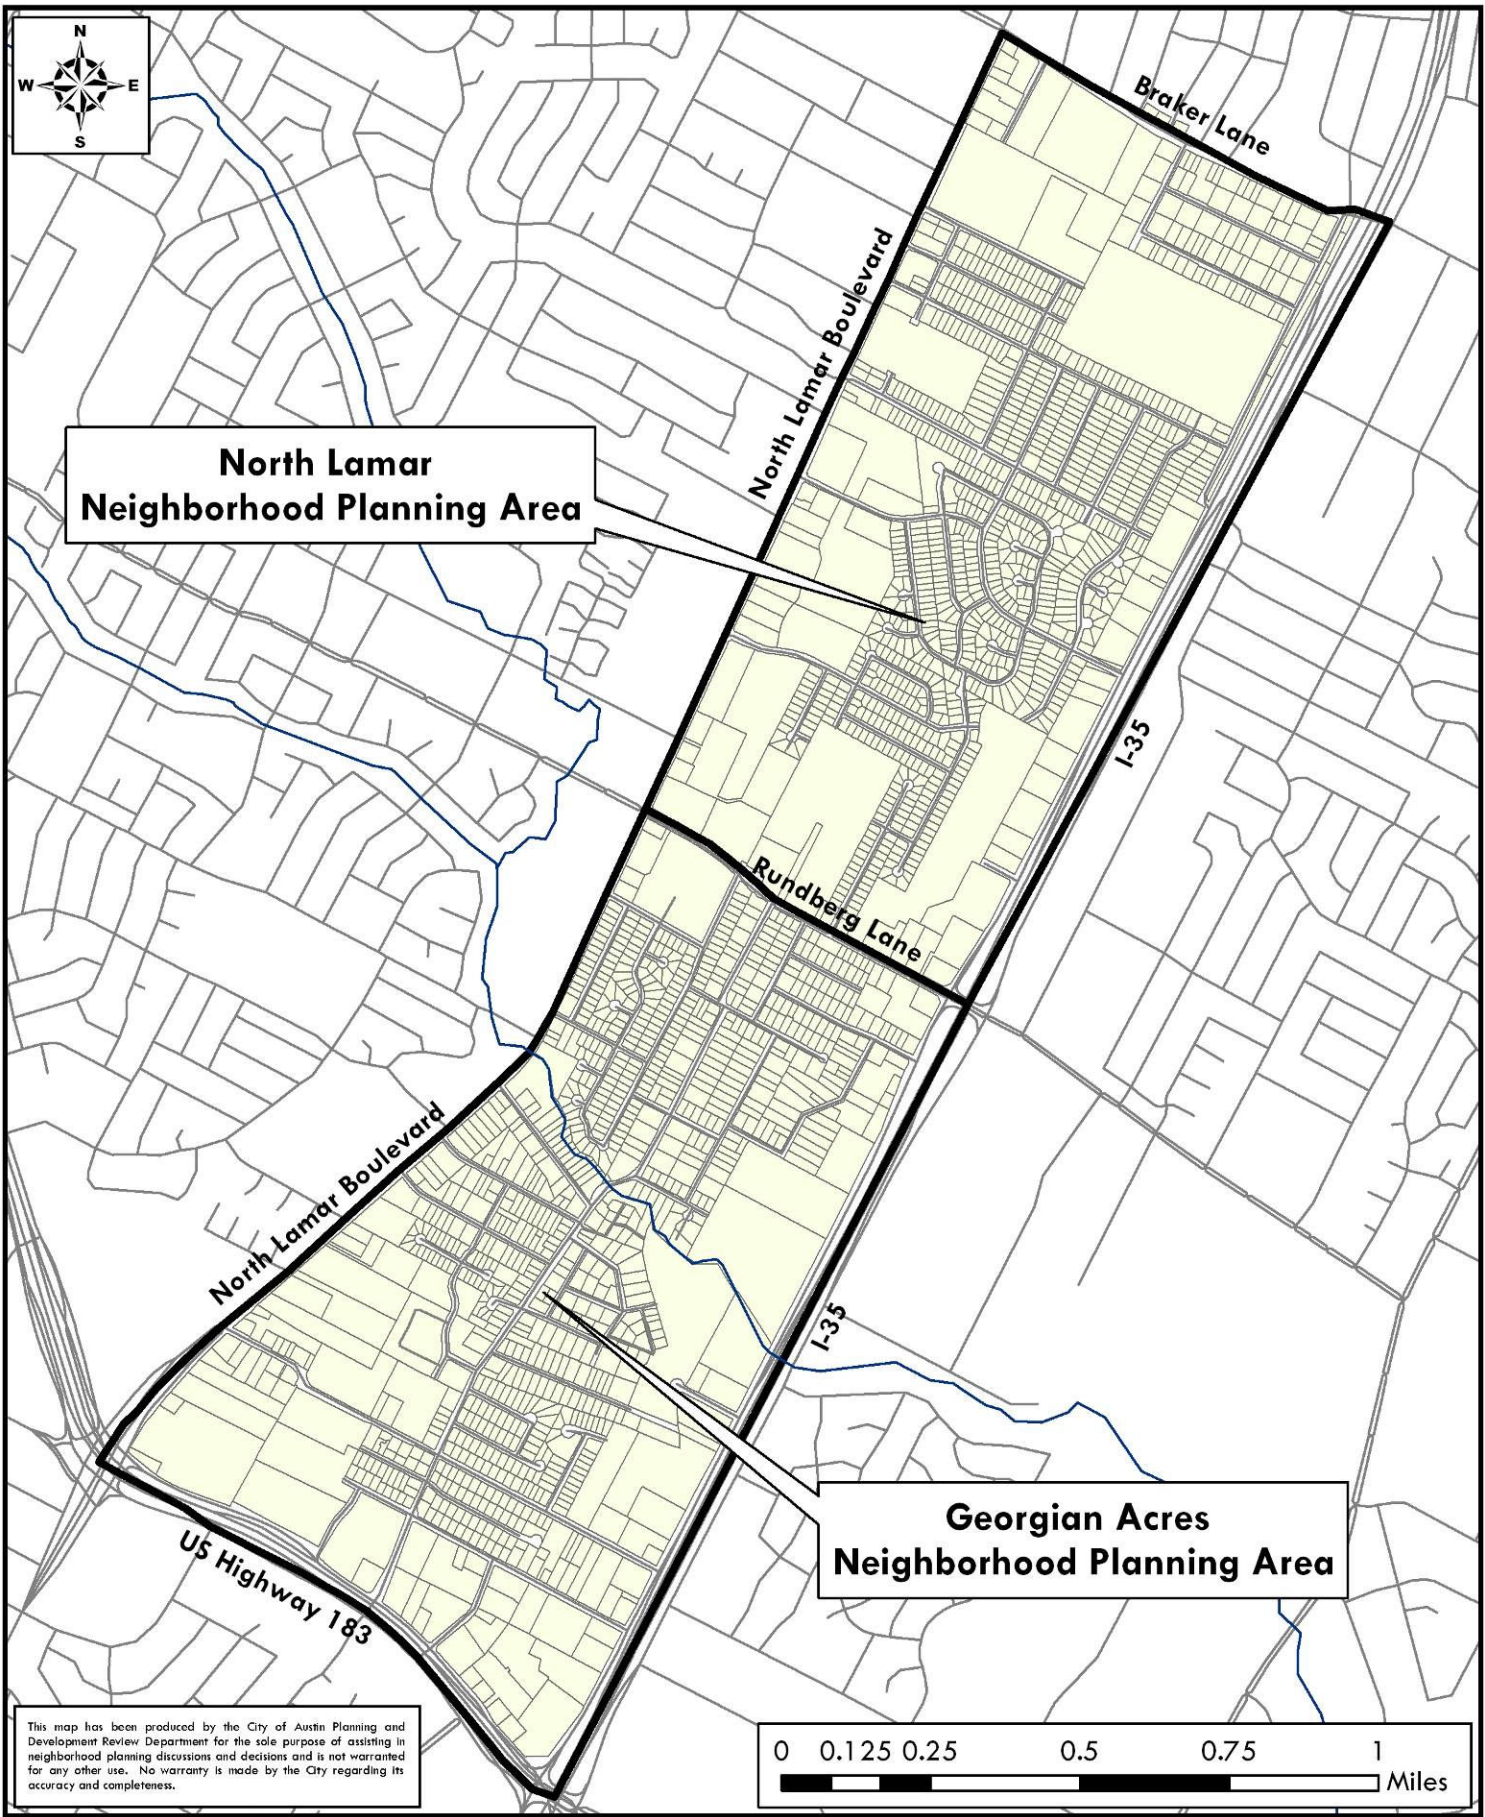 N
W E
S
Braker Lane
North Lamar Boulevard
North Lamar
Neighborhood Planning Area
I-35
Rundberg Lane
North Lamar Boulevard
I-35
Georgian Acres
Neighborhood Planning Area
US Highway 183
This map has been produced by the City of Austin Planning and
Development Review Department for the sole purpose of assisting in
neighborhood planning discussions and decisions and is not warranted
for any other use. No warranty is made by the City regarding its
accuracy and completeness.
0 0.125 0.25 0.5 0.75 1
Miles